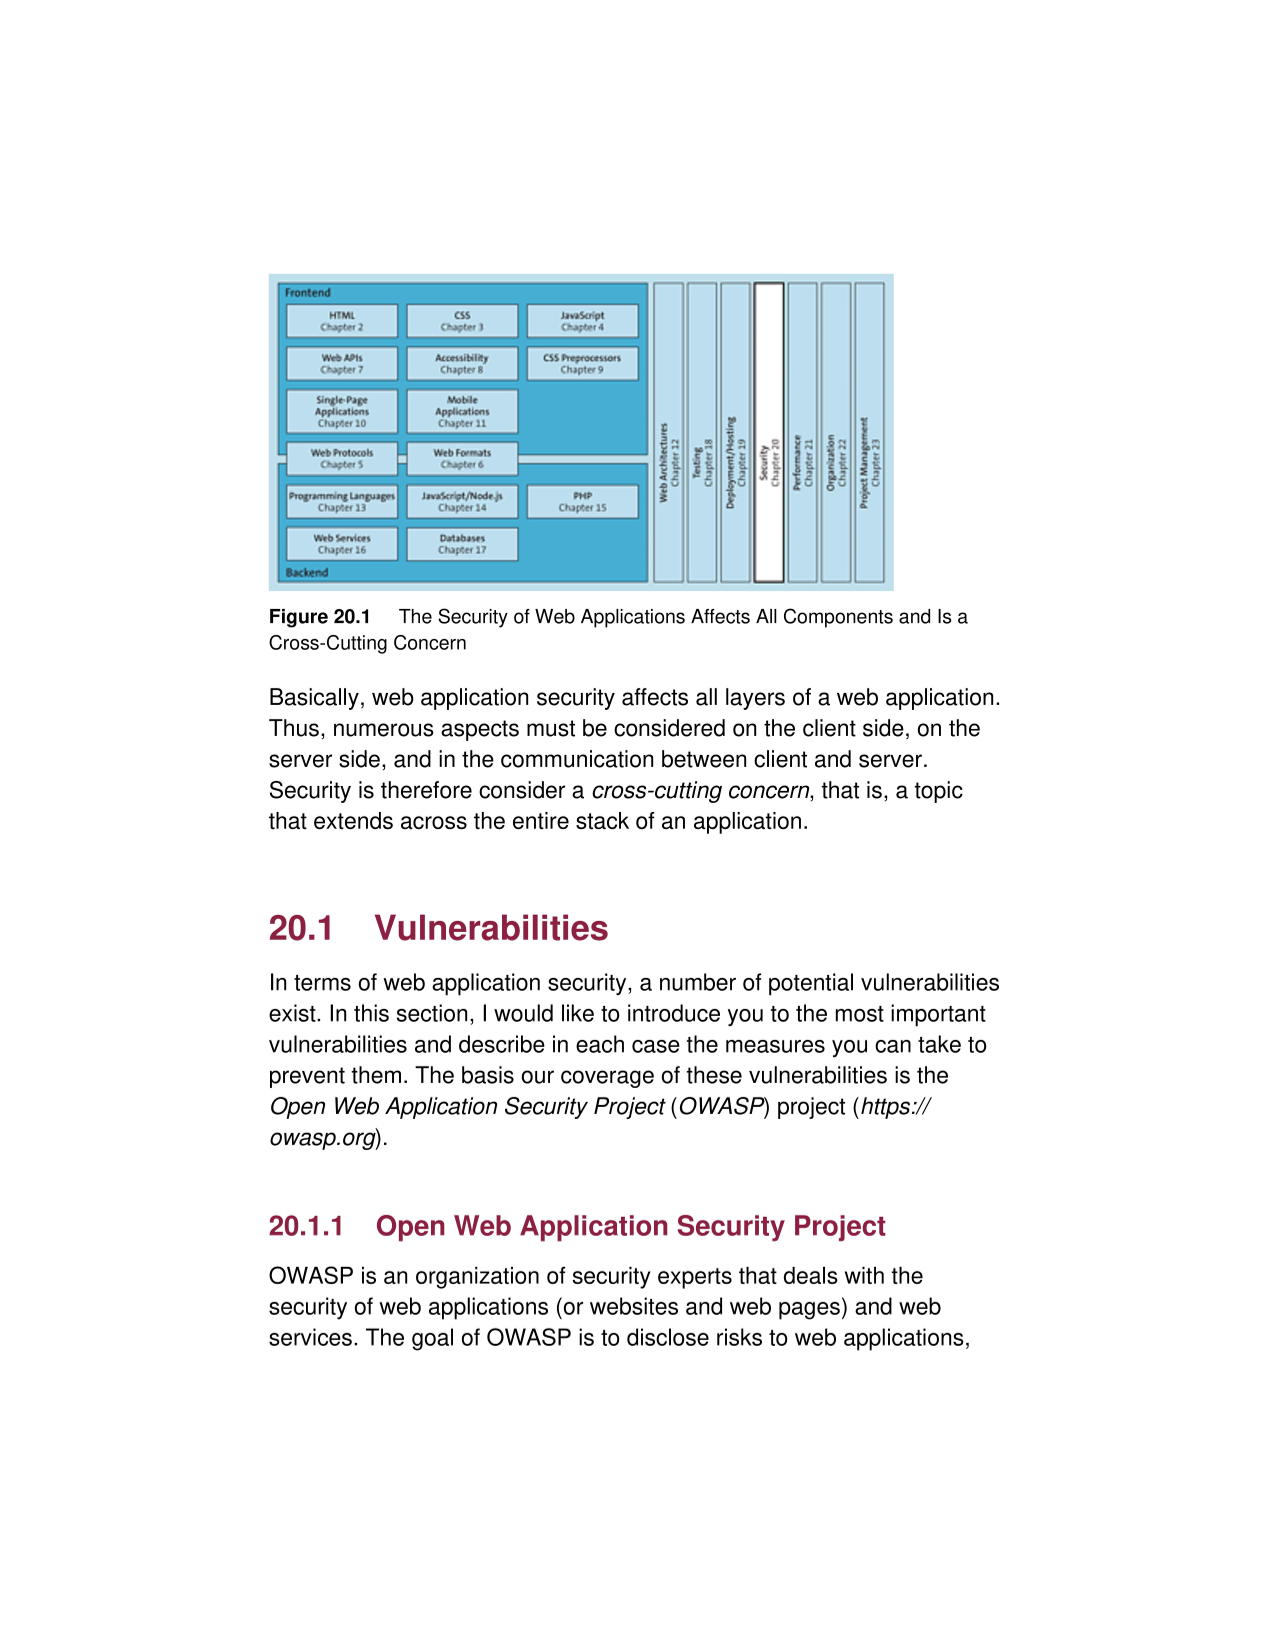 Frontend
HTML
Chapter 2
CSS
Chapter 3
JavaScript
Chapter 4
Web APIs
Chapter 7
Accessibility
Chapter 8
CSS Preprocessors
Chapter 9
Single-Page
Applications
Chapter 10
Mobile
Applications
Chapter 11
Web Protocols
Chapter 5
Web Formats
Chapter 6
Programming Languages
Chapter 13
JavaScript/Node.js
Chapter 14
PHP
Chapter 15
Web Services
Chapter 16
Databases
Chapter 17
Backend
Web Architectures
Chapter 12
Testing
Chapter 18
Deployment/Hosting
Chapter 19
Security
Chapter 20
Performance
Chapter 21
Organization
Chapter 22
Project Management
Chapter 23
Figure 20.1 The Security of Web Applications Affects All Components and Is a
Cross-Cutting Concern
Basically, web application security affects all layers of a web application.
Thus, numerous aspects must be considered on the client side, on the
server side, and in the communication between client and server.
Security is therefore consider a cross-cutting concern, that is, a topic
that extends across the entire stack of an application.
20.1 Vulnerabilities
In terms of web application security, a number of potential vulnerabilities
exist. In this section, I would like to introduce you to the most important
vulnerabilities and describe in each case the measures you can take to
prevent them. The basis our coverage of these vulnerabilities is the
Open Web Application Security Project (OWASP) project (https://
owasp.org).
20.1.1 Open Web Application Security Project
OWASP is an organization of security experts that deals with the
security of web applications (or websites and web pages) and web
services. The goal of OWASP is to disclose risks to web applications,